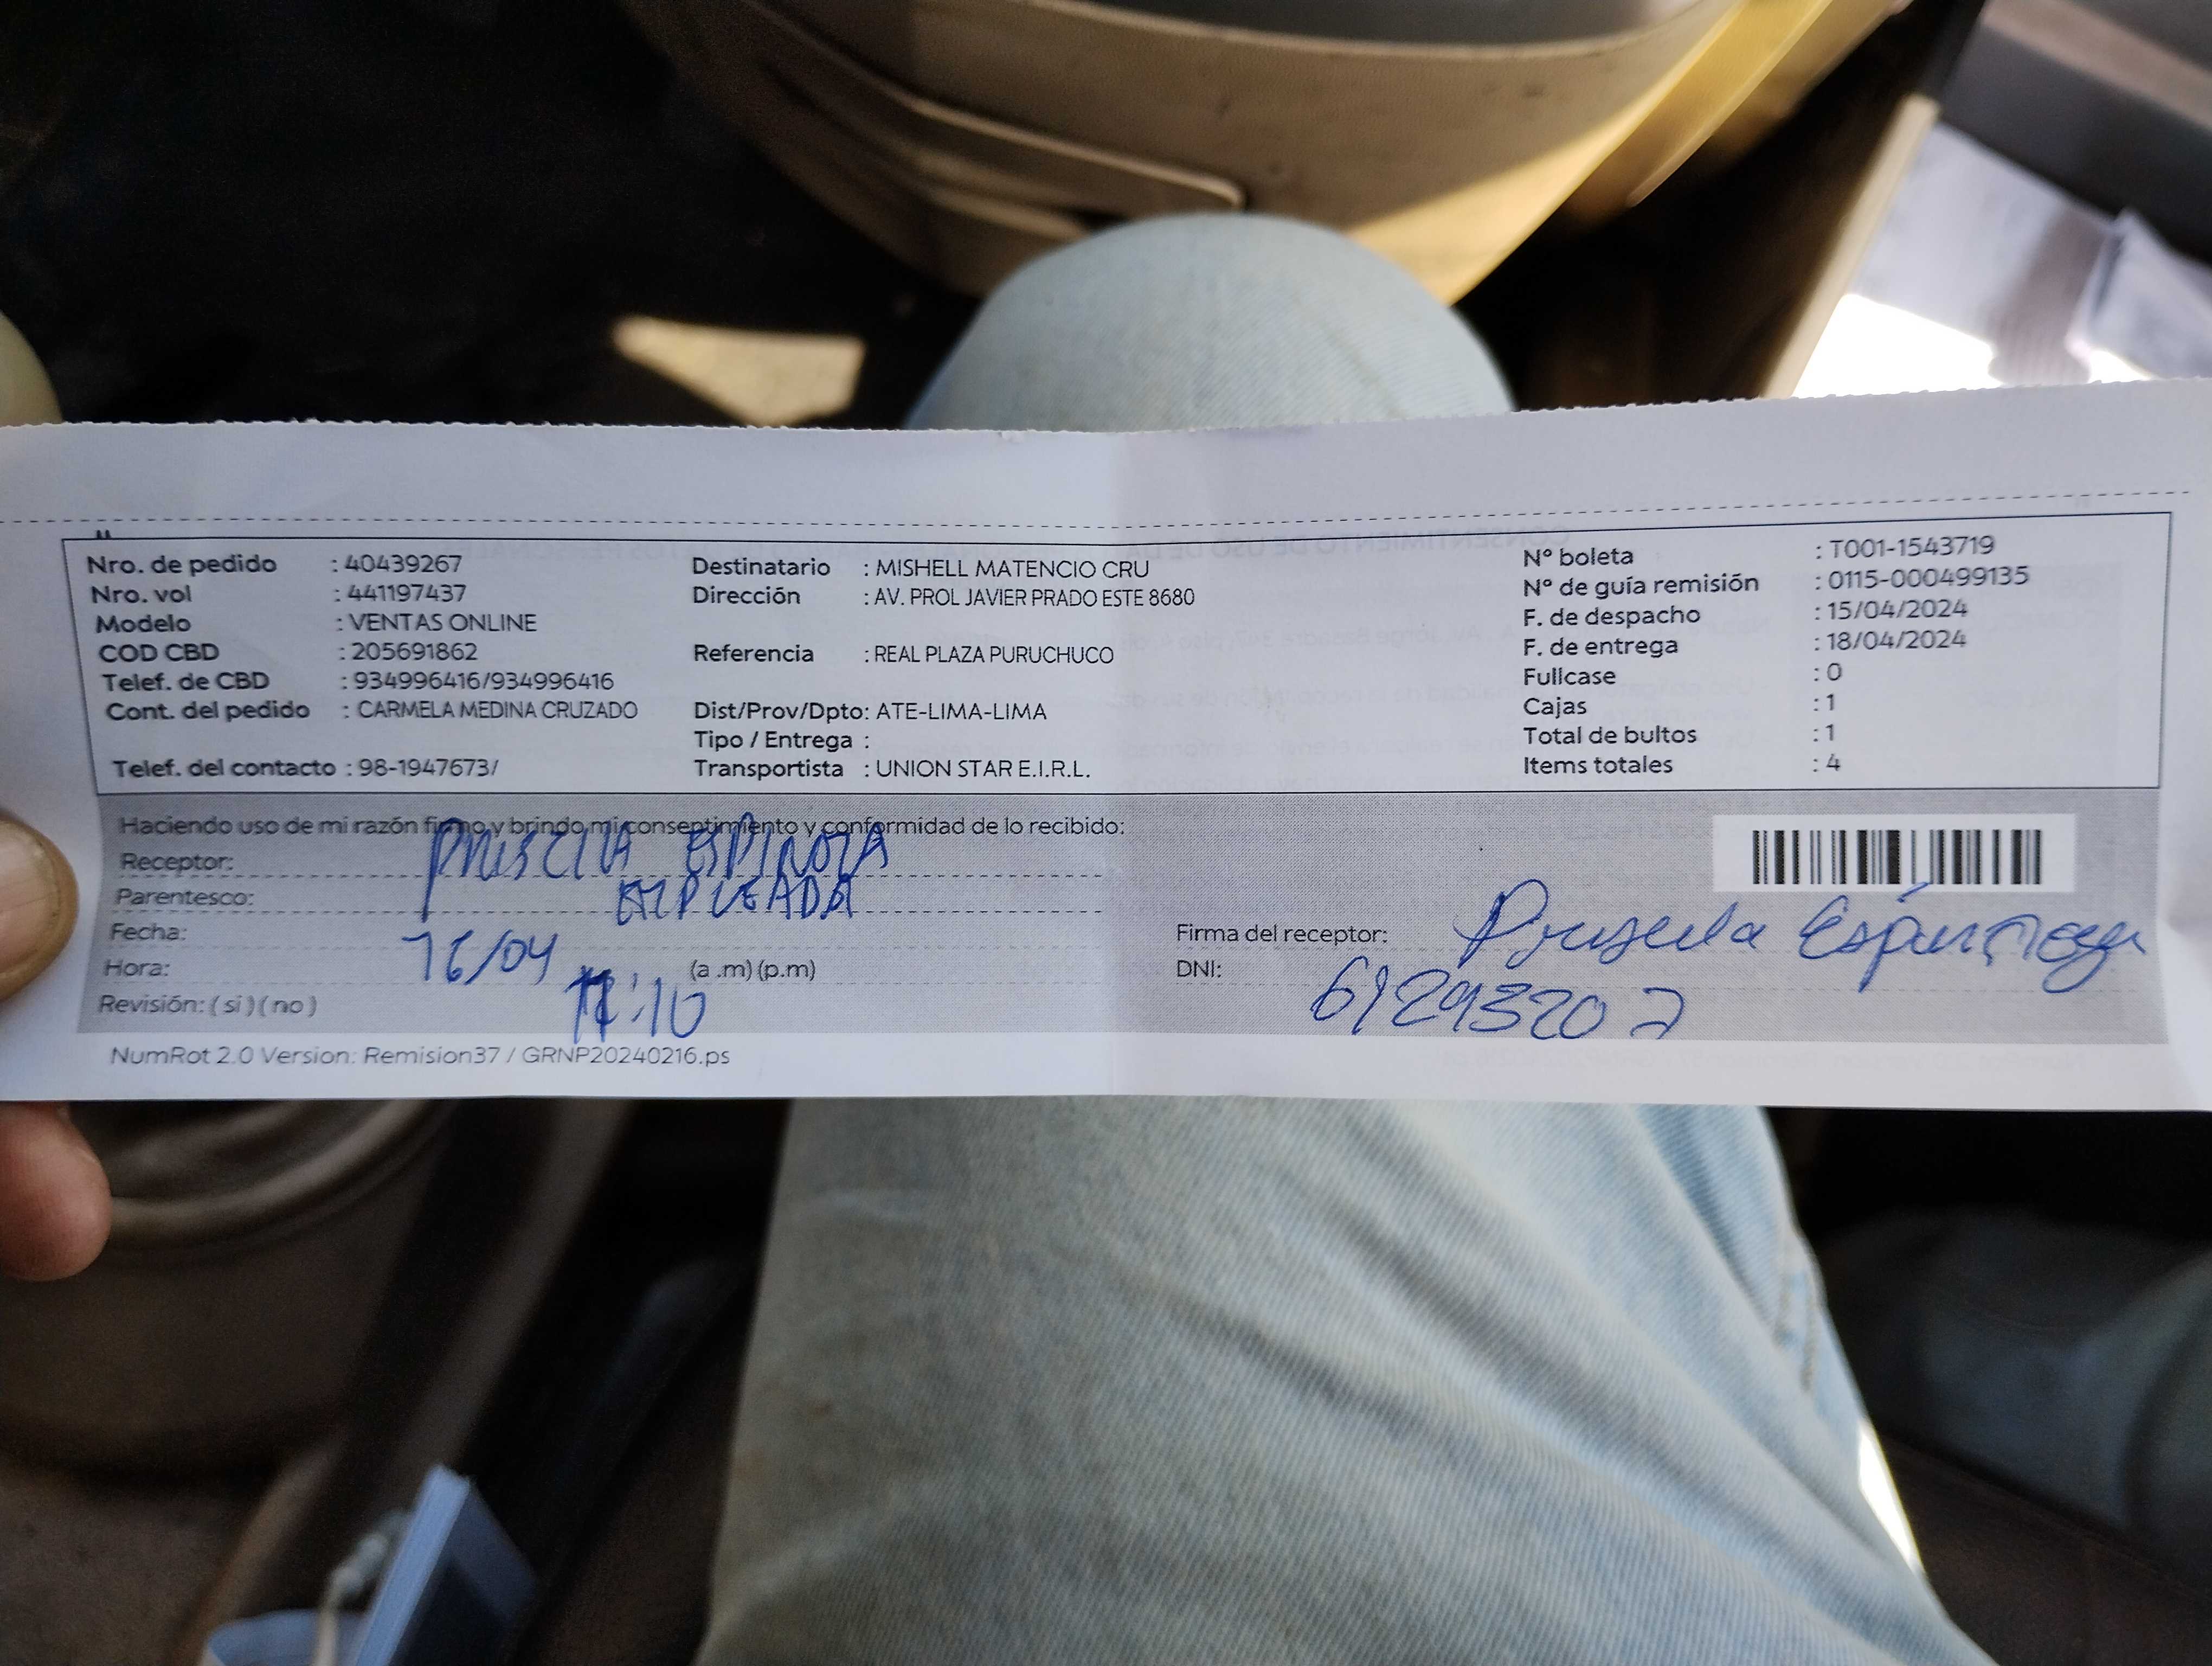 Nro. de pedido : 40439267
Nro. vol : 441197437
Modelo : VENTAS ONLINE
COD CBD : 205691862
Telef. de CBD : 934996416/934996416
Cont. del pedido : CARMELA MEDINA CRUZADO
Telef. del contacto : 98-1947673/
Destinatario : MISHELL MATENCIO CRU
Dirección : AV. PROL JAVIER PRADO ESTE 8680
Referencia : REAL PLAZA PURUCHUCO
Dist/Prov/Dpto: ATE-LIMA-LIMA
Tipo / Entrega :
Transportista : UNION STAR E.I.R.L.
N° boleta : T001-1543719
N° de guía remisión : 0115-000499135
F. de despacho : 15/04/2024
F. de entrega : 18/04/2024
Fullcase : 0
Cajas : 1
Total de bultos : 1
Items totales : 4
Haciendo uso de mi razón firmo y brindo mi consentimiento y conformidad de lo recibido:
Receptor: PRISCILA ESPINOZA
Parentesco: EMPLEADA
Fecha: 16/04
Hora: :10 (a .m) (p.m)
Revisión: ( si ) ( no )
Firma del receptor:
DNI:
NumRot 2.0 Version: Remision37 / GRNP20240216.ps